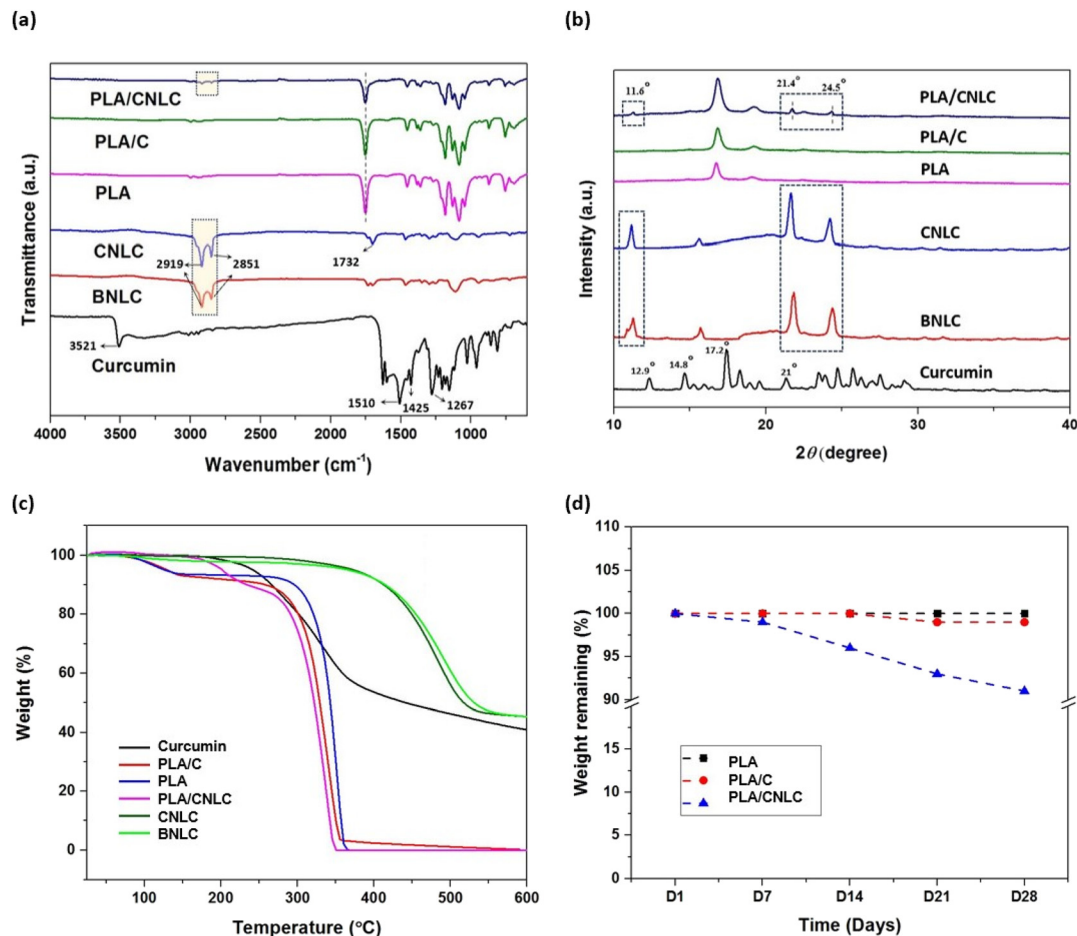 (a)
PLA/CNLC
PLA/C
PLA
CNLC
2919
2851
1732
BNLC
3521
Curcumin
1510
1425
1267
Transmittance (a.u.)
4000 3500 3000 2500 2000 1500 1000
Wavenumber (cm⁻¹)
(b)
11.6°
21.4°
24.5°
PLA/CNLC
PLA/C
PLA
CNLC
BNLC
12.9°
14.8°
17.2°
21°
Curcumin
Intensity (a.u.)
10 20 30 40
2θ (degree)
(c)
100
80
60
40
20
0
Weight (%)
Curcumin
PLA/C
PLA
PLA/CNLC
CNLC
BNLC
100 200 300 400 500 600
Temperature (°C)
(d)
110
105
100
95
90
20
15
10
5
0
Weight remaining (%)
PLA
PLA/C
PLA/CNLC
D1 D7 D14 D21 D28
Time (Days)